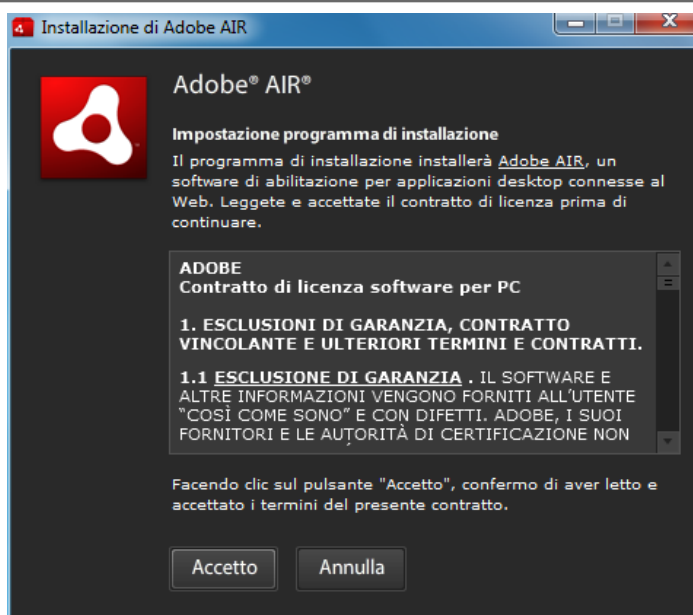 Installazione di Adobe AIR
Adobe® AIR®
Impostazione programma di installazione
Il programma di installazione installerà Adobe AIR, un
software di abilitazione per applicazioni desktop connesse al
Web. Leggete e accettate il contratto di licenza prima di
continuare.
ADOBE
Contratto di licenza software per PC
1. ESCLUSIONI DI GARANZIA, CONTRATTO
VINCOLANTE E ULTERIORI TERMINI E CONTRATTI.
1.1 ESCLUSIONE DI GARANZIA . IL SOFTWARE E
ALTRE INFORMAZIONI VENGONO FORNITI ALL'UTENTE
"COSÌ COME SONO" E CON DIFETTI. ADOBE, I SUOI
FORNITORI E LE AUTORITÀ DI CERTIFICAZIONE NON
Facendo clic sul pulsante "Accetto", confermo di aver letto e
accettato i termini del presente contratto.
Accetto
Annulla